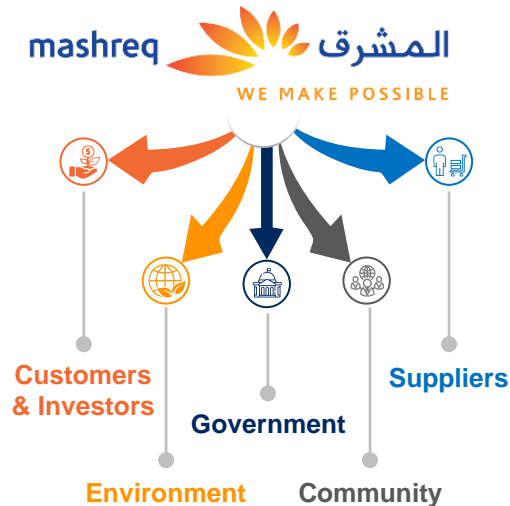 mashreq المشرق
WE MAKE POSSIBLE
$
Customers
& Investors
Suppliers
Government
Environment
Community